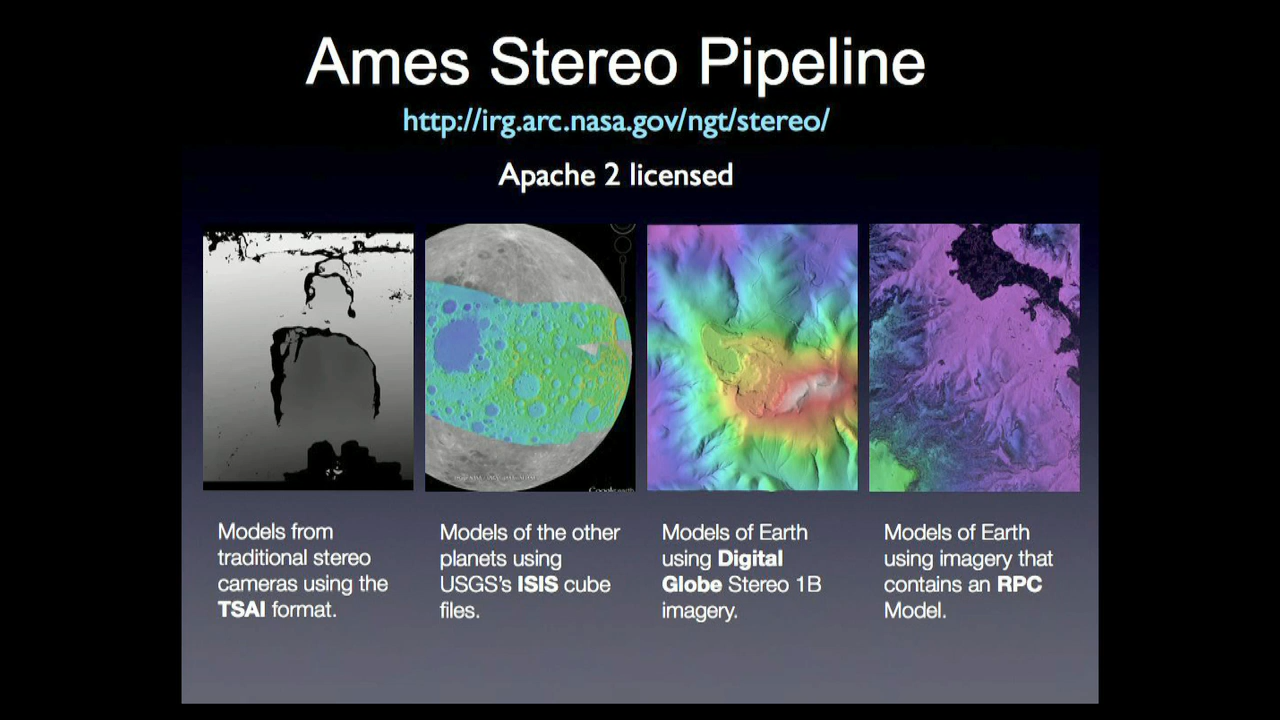 Ames Stereo Pipeline
http://irg.arc.nasa.gov/ngt/stereo/
Apache 2 licensed
Models from
traditional stereo
cameras using the
TSAI format.
Models of the other
planets using
USGS's ISIS cube
files.
Models of Earth
using Digital
Globe Stereo 1B
imagery.
Models of Earth
using imagery that
contains an RPC
Model.